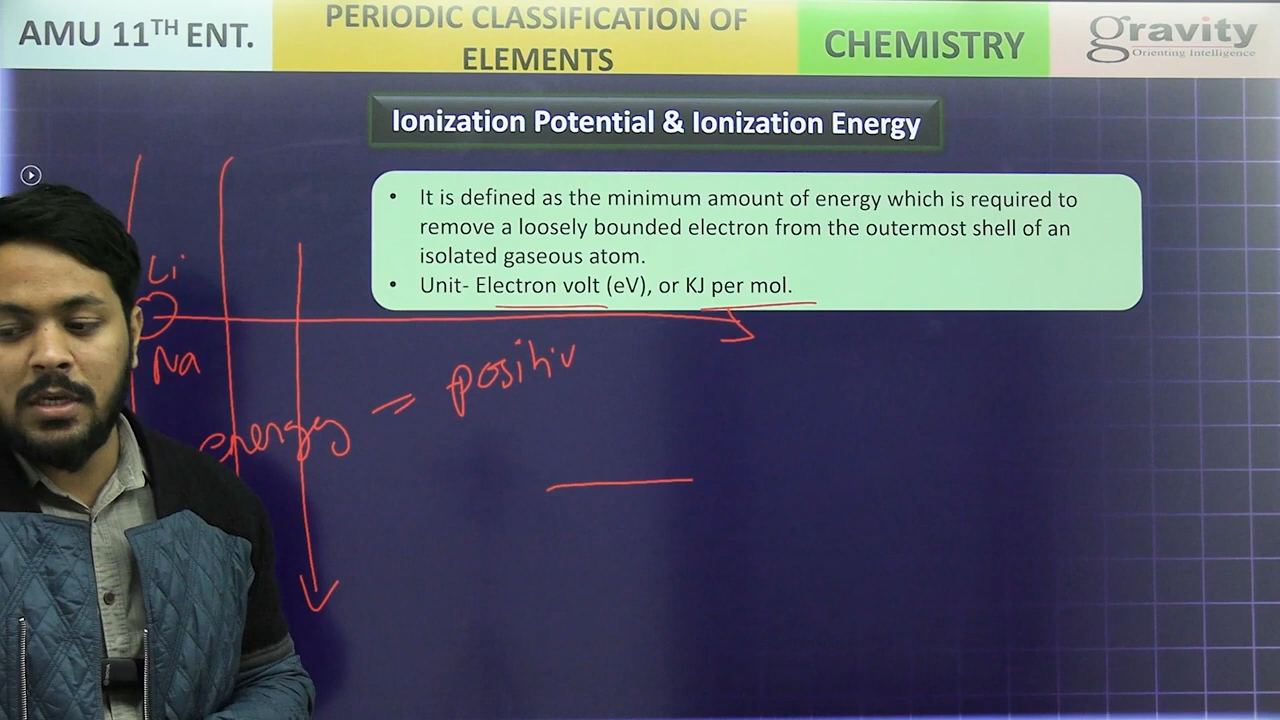 AMU 11TH ENT.
PERIODIC CLASSIFICATION OF
ELEMENTS
CHEMISTRY
gravity
Orienting Intelligence
Ionization Potential & Ionization Energy
• It is defined as the minimum amount of energy which is required to
remove a loosely bounded electron from the outermost shell of an
isolated gaseous atom.
• Unit- Electron volt (eV), or KJ per mol.
Li
Na
energy = positiv